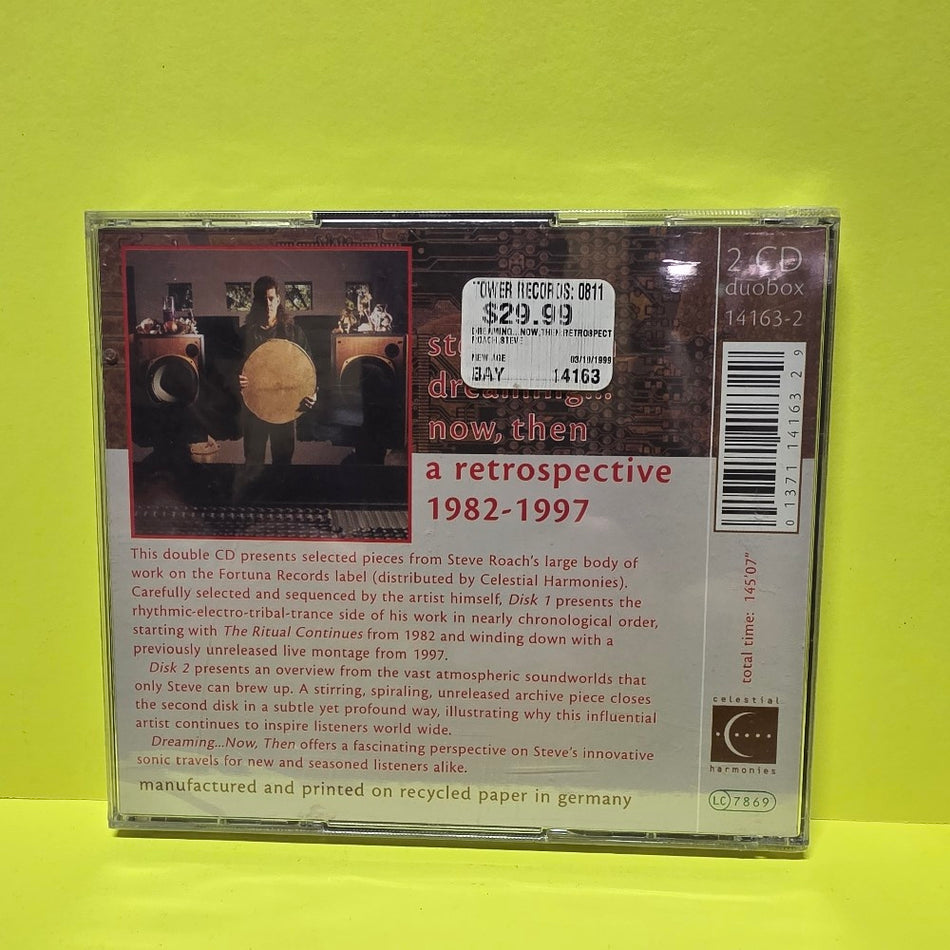 2 CD
duobox
14163-2
TOWER RECORDS: 0811
$29.99
DREAMING...NOW,THEN RETROSPECT
ROACH STEVE
NEW AGE 03/19/1999
BAY 14163
dreaming...
now, then
a retrospective
1982-1997
0 13711 14163 2 9
This double CD presents selected pieces from Steve Roach's large body of
work on the Fortuna Records label (distributed by Celestial Harmonies).
Carefully selected and sequenced by the artist himself, Disk 1 presents the
rhythmic-electro-tribal-trance side of his work in nearly chronological order,
starting with The Ritual Continues from 1982 and winding down with a
previously unreleased live montage from 1997.
Disk 2 presents an overview from the vast atmospheric soundworlds that
only Steve can brew up. A stirring, spiraling, unreleased archive piece closes
the second disk in a subtle yet profound way, illustrating why this influential
artist continues to inspire listeners world wide.
Dreaming...Now, Then offers a fascinating perspective on Steve's innovative
sonic travels for new and seasoned listeners alike.
manufactured and printed on recycled paper in germany
total time: 145'07"
celestial
harmonies
LC 7869